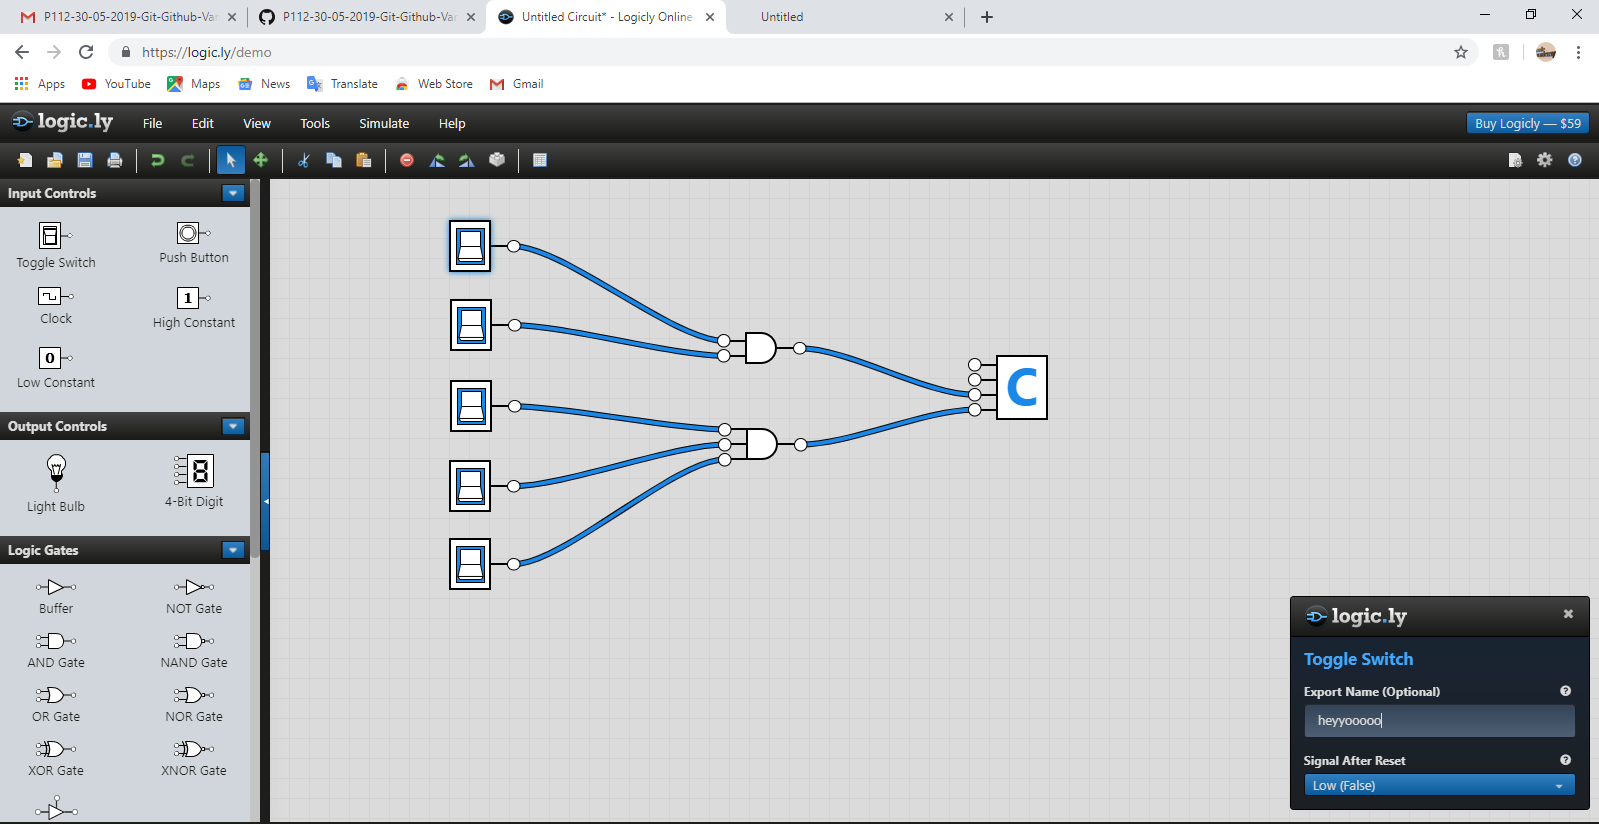 P112-30-05-2019-Git-Github-Var
P112-30-05-2019-Git-Github-Var
Untitled Circuit* - Logicly Online
Untitled
https://logic.ly/demo
Apps YouTube Maps News Translate Web Store Gmail
logic.ly File Edit View Tools Simulate Help Buy Logicly — $59
Input Controls
Toggle Switch
Push Button
Clock
1
High Constant
0
Low Constant
Output Controls
Light Bulb
8
4-Bit Digit
Logic Gates
Buffer
NOT Gate
AND Gate
NAND Gate
OR Gate
NOR Gate
XOR Gate
XNOR Gate
C
logic.ly
Toggle Switch
Export Name (Optional)
heyyooooo
Signal After Reset
Low (False)